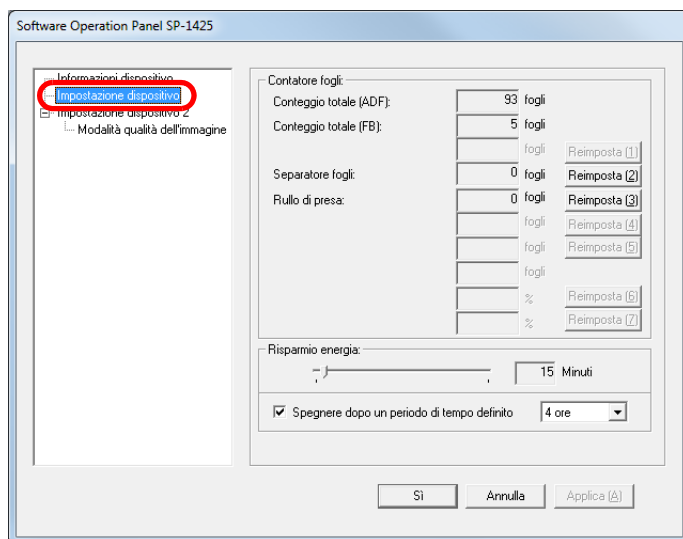 Software Operation Panel SP-1425
Informazioni dispositivo
Impostazione dispositivo
Impostazione dispositivo 2
Modalità qualità dell'immagine
Contatore fogli:
Conteggio totale (ADF): 93 fogli
Conteggio totale (FB): 5 fogli
fogli Reimposta (1)
Separatore fogli: 0 fogli Reimposta (2)
Rullo di presa: 0 fogli Reimposta (3)
fogli Reimposta (4)
fogli Reimposta (5)
fogli
% Reimposta (6)
% Reimposta (7)
Risparmio energia:
15 Minuti
Spegnere dopo un periodo di tempo definito 4 ore
Sì Annulla Applica (A)